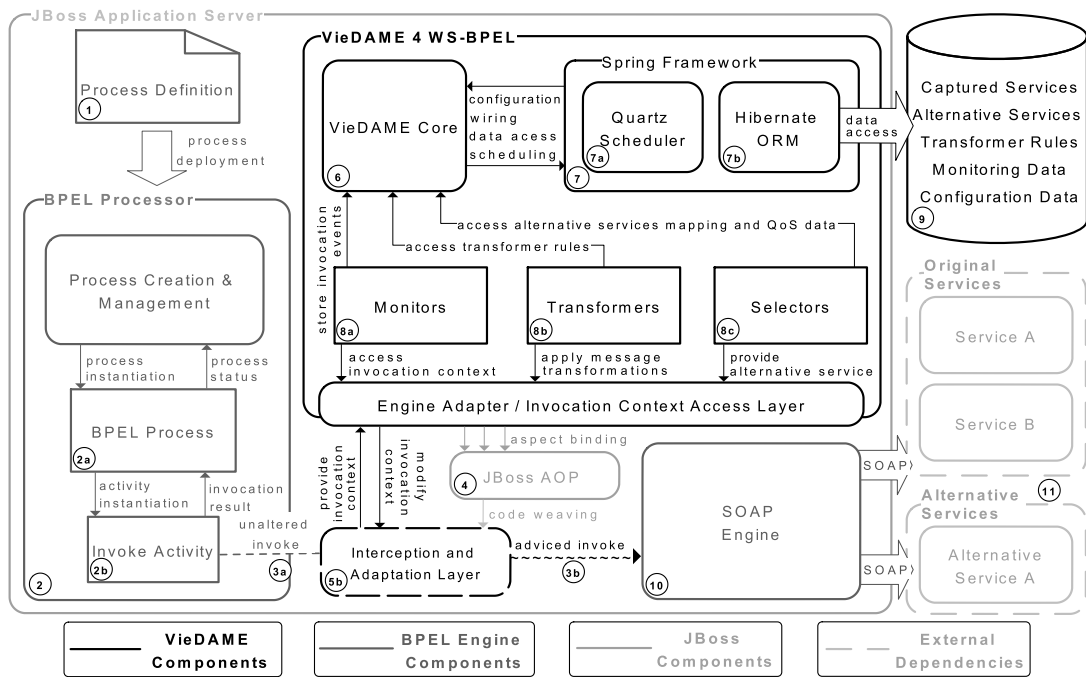 JBoss Application Server
Process Definition
1
process
deployment
BPEL Processor
Process Creation &
Management
process
instantiation
process
status
BPEL Process
2a
activity
instantiation
invocation
result
Invoke Activity
2b
2
unaltered
invoke
3a
VieDAME 4 WS-BPEL
VieDAME Core
6
configuration
wiring
data acess
scheduling
Spring Framework
Quartz
Scheduler
7a
Hibernate
ORM
7b
7
data
access
Captured Services
Alternative Services
Transformer Rules
Monitoring Data
Configuration Data
9
store invocation
events
access alternative services mapping and QoS data
access transformer rules
Monitors
8a
Transformers
8b
Selectors
8c
access
invocation context
apply message
transformations
provide
alternative service
Engine Adapter / Invocation Context Access Layer
provide
invocation
context
modify
invocation
context
aspect binding
JBoss AOP
4
code weaving
Interception and
Adaptation Layer
5b
adviced invoke
3b
SOAP
Engine
10
SOAP
SOAP
Original
Services
Service A
Service B
11
Alternative
Services
Alternative
Service A
VieDAME
Components
BPEL Engine
Components
JBoss
Components
External
Dependencies